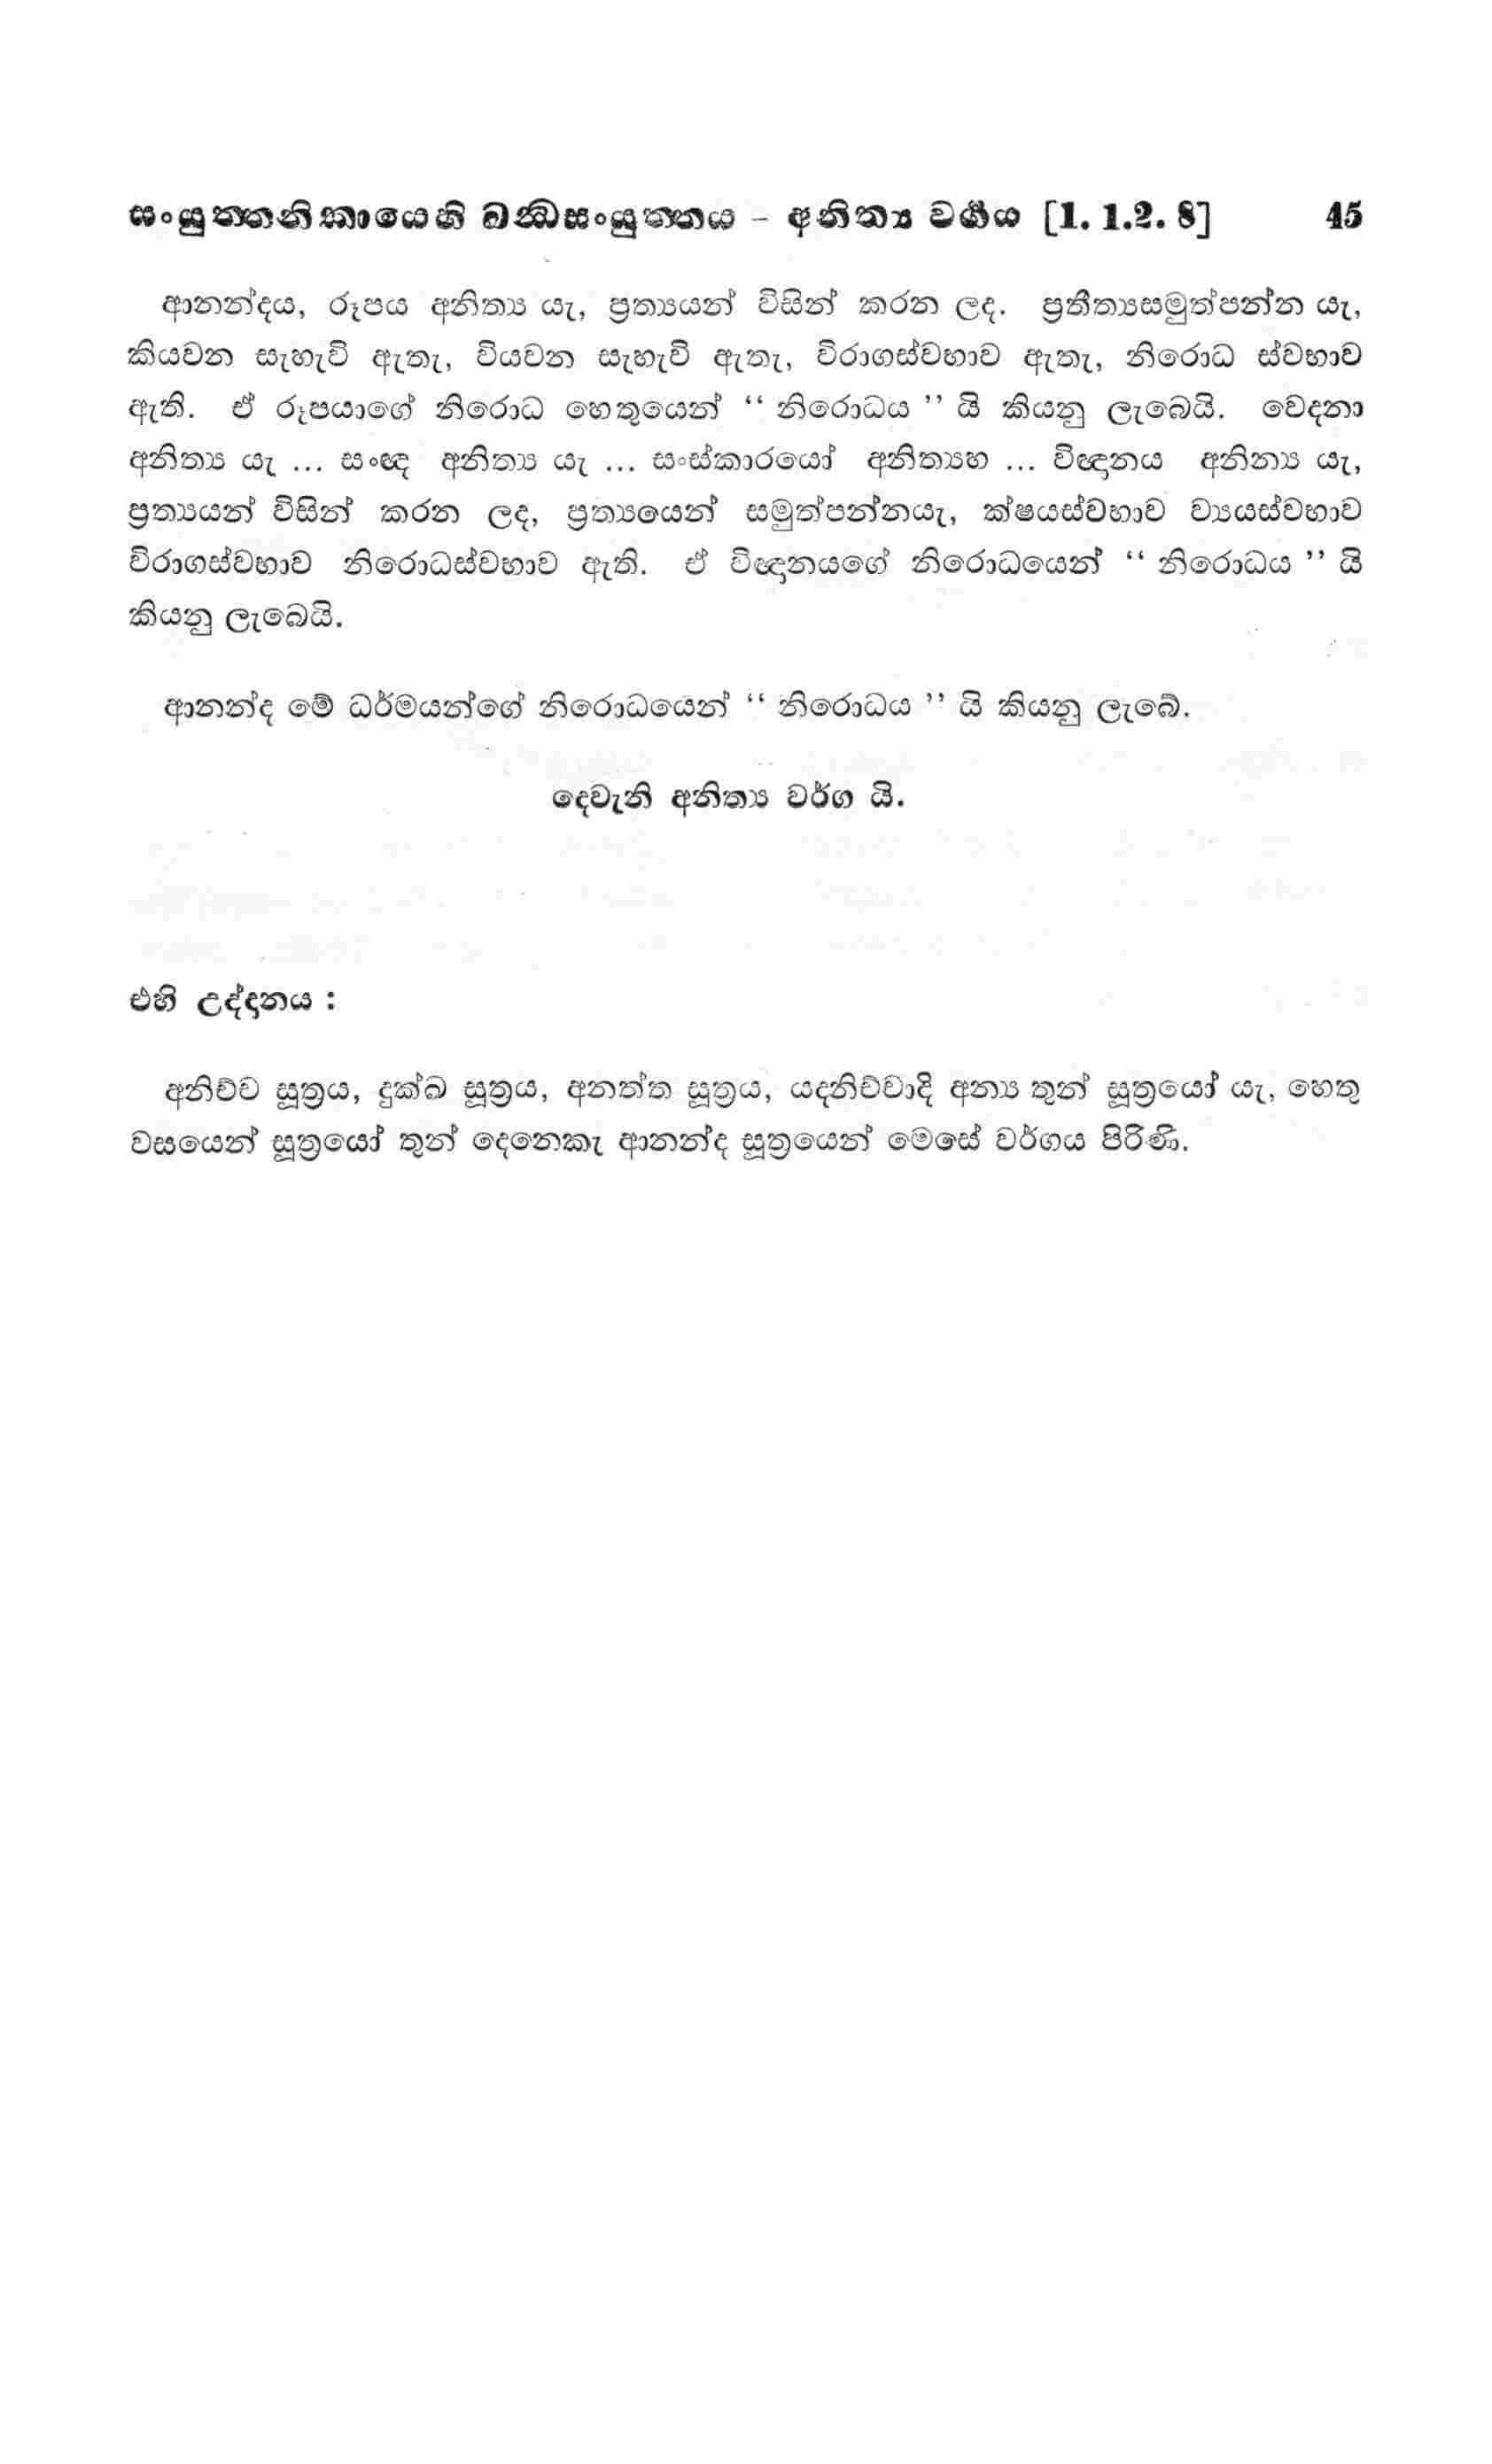 සංයුත්තනිකායෙහි ඛන්ධසංයුත්තය – අනිත්‍ය වර්‍ගය [1. 1.2. 8] 45
ආනන්දය, රූපය අනිත්‍ය යැ, ප්‍රත්‍යයන් විසින් කරන ලද. ප්‍රතීත්‍යසමුත්පන්න යැ,
කියවන සැහැවි ඇතැ, වියවන සැහැවි ඇතැ, විරාගස්වභාව ඇතැ, නිරොධ ස්වභාව
ඇති. ඒ රූපයාගේ නිරොධ හෙතුයෙන් “ නිරොධය ” යි කියනු ලැබෙයි. වෙදනා
අනිත්‍ය යැ ... සංඥා අනිත්‍ය යැ ... සංස්කාරයෝ අනිත්‍යහ ... විඥානය අනිත්‍ය යැ,
ප්‍රත්‍යයන් විසින් කරන ලද, ප්‍රත්‍යයෙන් සමුත්පන්නයැ, ක්ෂයස්වභාව ව්‍යයස්වභාව
විරාගස්වභාව නිරොධස්වභාව ඇති. ඒ විඥානයගේ නිරොධයෙන් “ නිරොධය ” යි
කියනු ලැබෙයි.
ආනන්ද මේ ධර්මයන්ගේ නිරොධයෙන් “ නිරොධය ” යි කියනු ලැබේ.
දෙවැනි අනිත්‍ය වර්ග යි.
එහි උද්දානය :
අනිච්ච සූත්‍රය, දුක්ඛ සූත්‍රය, අනත්ත සූත්‍රය, යදනිච්චාදි අන්‍ය තුන් සූත්‍රයෝ යැ, හෙතු
වසයෙන් සූත්‍රයෝ තුන් දෙනෙකැ ආනන්ද සූත්‍රයෙන් මෙසේ වර්ගය පිරිණි.